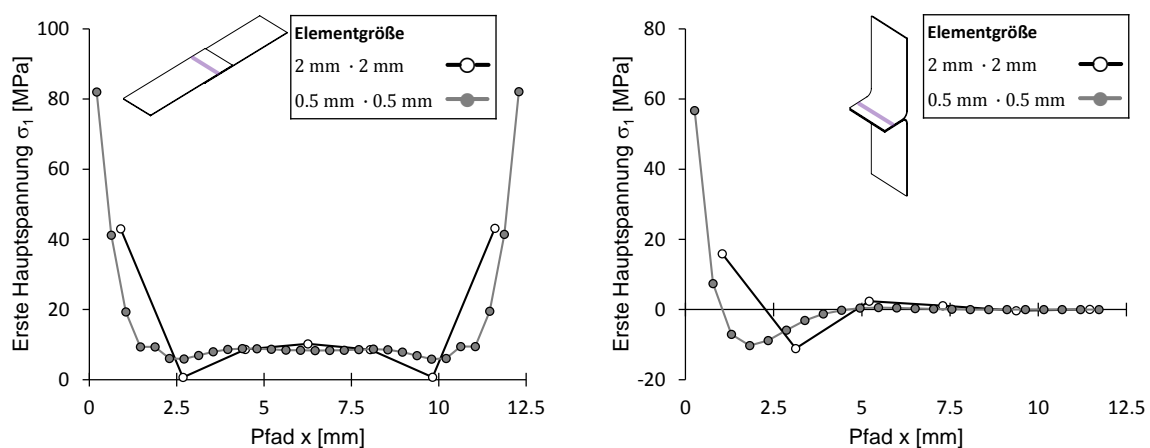 100
80
60
40
20
0
Erste Hauptspannung σ₁ [MPa]
Elementgröße
2 mm · 2 mm
0.5 mm · 0.5 mm
0 2.5 5 7.5 10 12.5
Pfad x [mm]
80
60
40
20
0
-20
Erste Hauptspannung σ₁ [MPa]
Elementgröße
2 mm · 2 mm
0.5 mm · 0.5 mm
0 2.5 5 7.5 10 12.5
Pfad x [mm]